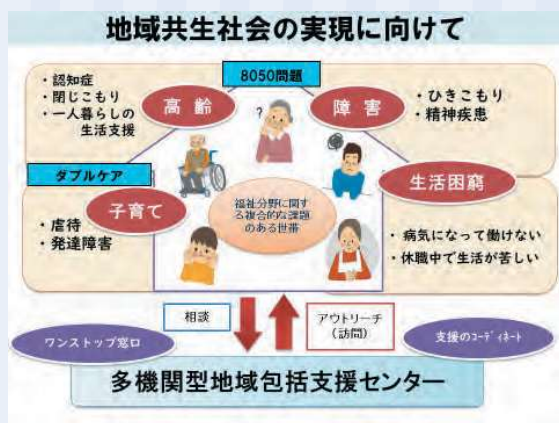 地域共生社会の実現に向けて
8050問題
・認知症
・閉じこもり
・一人暮らしの
生活支援
高齢
障害
・ひきこもり
・精神疾患
?
ダブルケア
子育て
・虐待
・発達障害
福祉分野に関す
る複合的な課題
のある世帯
生活困窮
・病気になって働けない
・休職中で生活が苦しい
相談
アウトリーチ
(訪問)
ワンストップ窓口
支援のコーディネート
多機関型地域包括支援センター